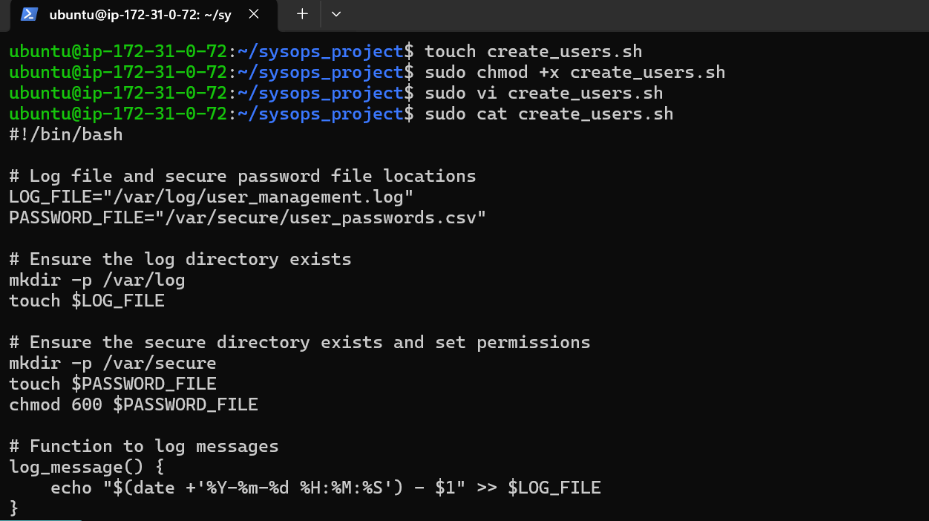 ubuntu@ip-172-31-0-72: ~/sy
ubuntu@ip-172-31-0-72:~/sysops_project$ touch create_users.sh
ubuntu@ip-172-31-0-72:~/sysops_project$ sudo chmod +x create_users.sh
ubuntu@ip-172-31-0-72:~/sysops_project$ sudo vi create_users.sh
ubuntu@ip-172-31-0-72:~/sysops_project$ sudo cat create_users.sh
#!/bin/bash

# Log file and secure password file locations
LOG_FILE="/var/log/user_management.log"
PASSWORD_FILE="/var/secure/user_passwords.csv"

# Ensure the log directory exists
mkdir -p /var/log
touch $LOG_FILE

# Ensure the secure directory exists and set permissions
mkdir -p /var/secure
touch $PASSWORD_FILE
chmod 600 $PASSWORD_FILE

# Function to log messages
log_message() {
    echo "$(date +'%Y-%m-%d %H:%M:%S') - $1" >> $LOG_FILE
}